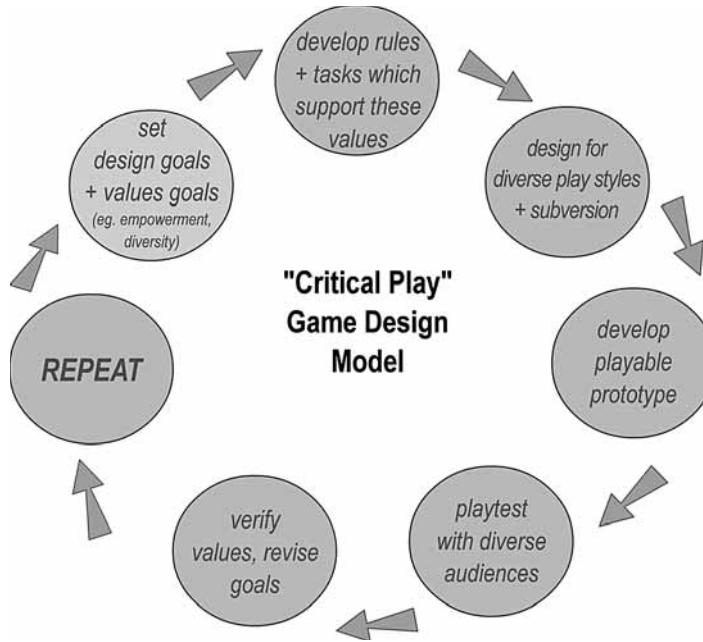 "Critical Play"
Game Design
Model
set
design goals
+ values goals
(eg. empowerment,
diversity)
develop rules
+ tasks which
support these
values
design for
diverse play styles
+ subversion
develop
playable
prototype
playtest
with diverse
audiences
verify
values, revise
goals
REPEAT